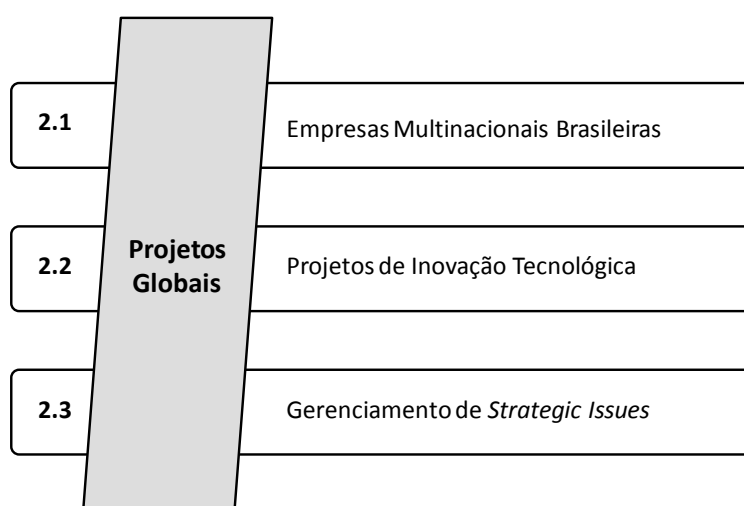 2.1
Empresas Multinacionais Brasileiras
2.2
Projetos
Globais
Projetos de Inovação Tecnológica
2.3
Gerenciamento de Strategic Issues